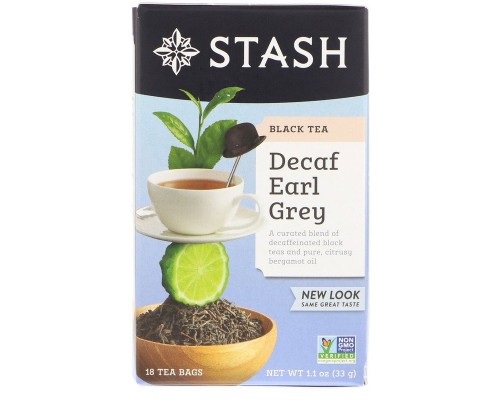 STASH
BLACK TEA
Decaf
Earl
Grey
A curated blend of
decaffeinated black
teas and pure, citrusy
bergamot oil
NEW LOOK
SAME GREAT TASTE
NON
GMO
Project
VERIFIED
18 TEA BAGS
NET WT 1.1 oz (33 g)